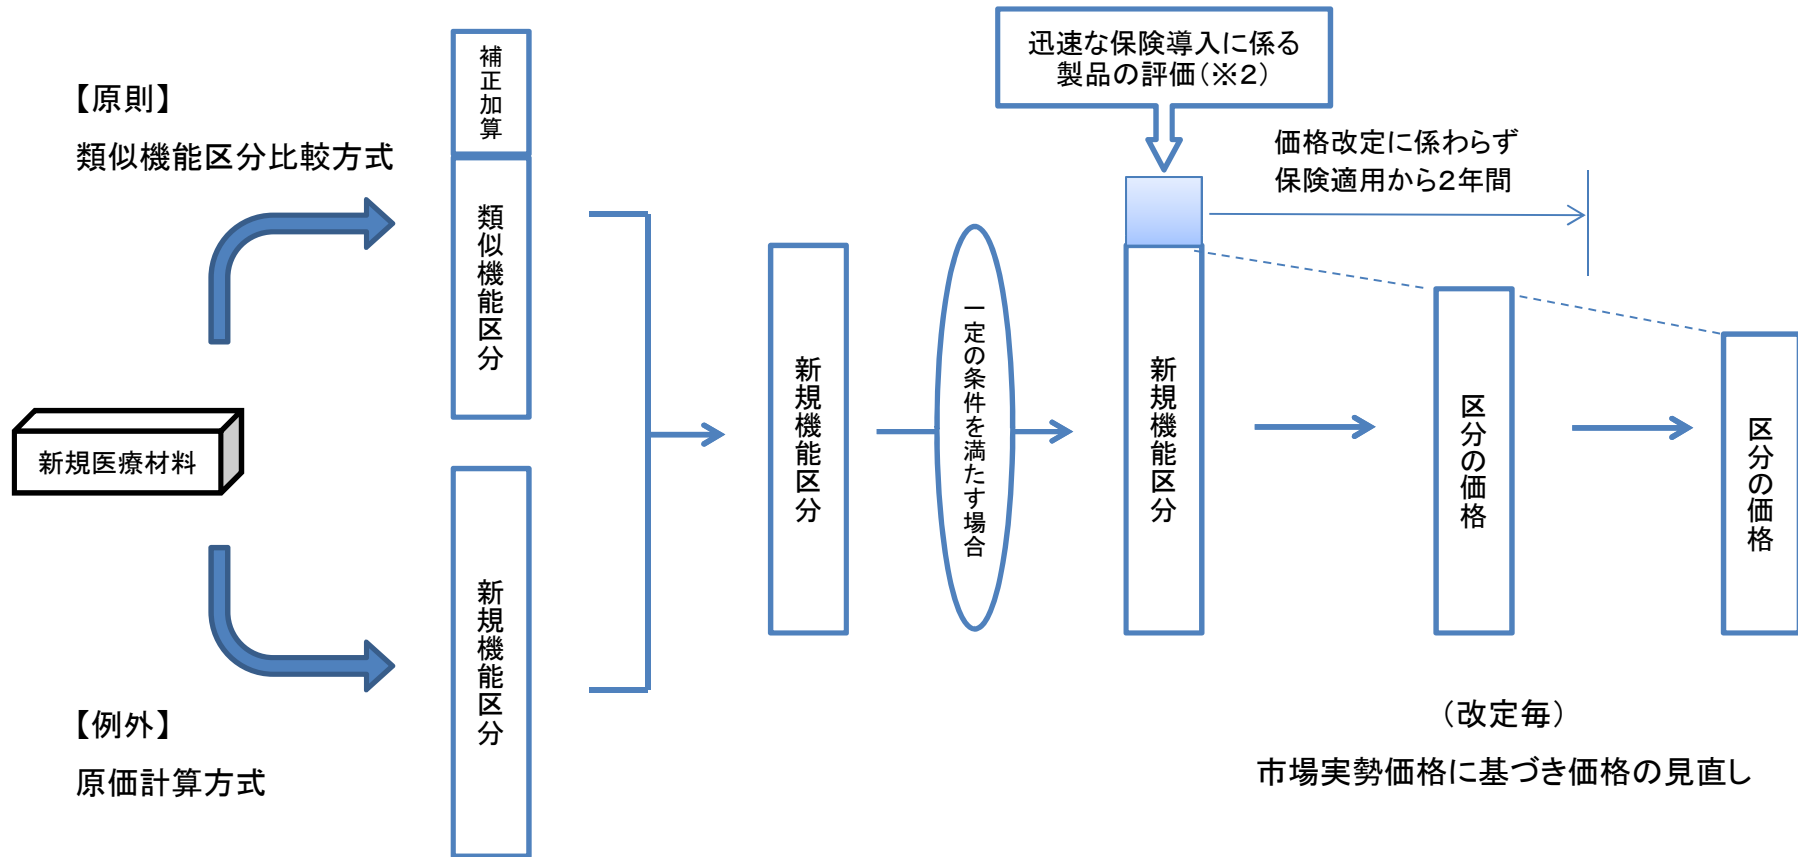 【原則】
類似機能区分比較方式
補正加算
類似機能区分
新規医療材料
【例外】
原価計算方式
新規機能区分
新規機能区分
一定の条件を満たす場合
迅速な保険導入に係る
製品の評価(※2)
価格改定に係わらず
保険適用から2年間
新規機能区分
区分の価格
区分の価格
(改定毎)
市場実勢価格に基づき価格の見直し